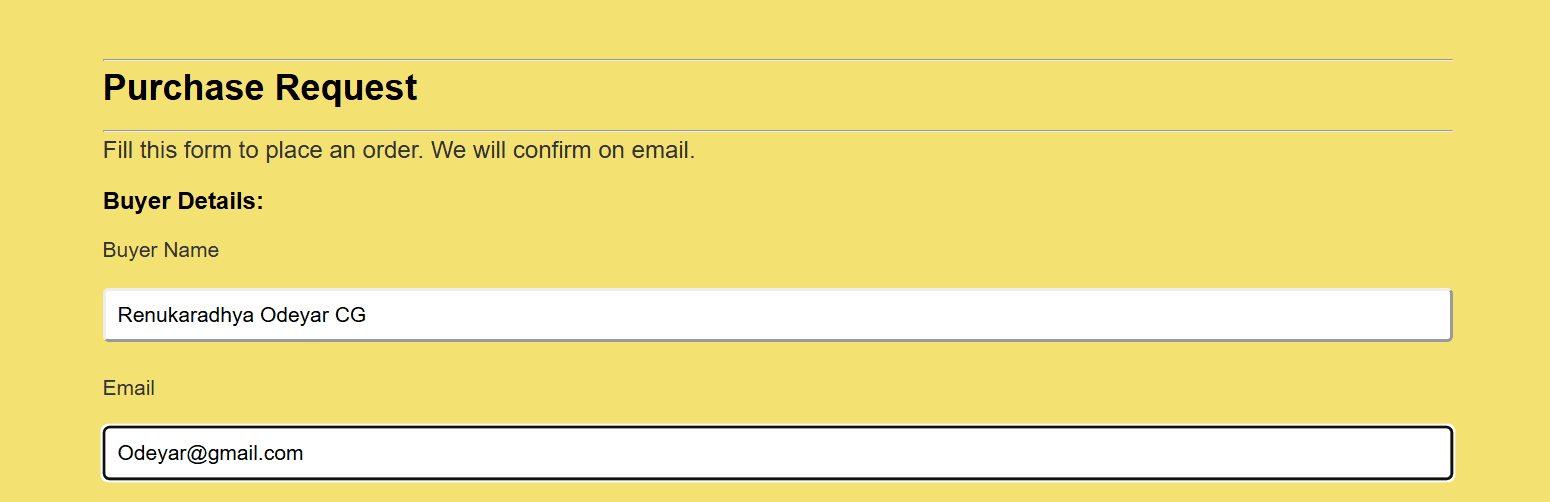 Purchase Request
Fill this form to place an order. We will confirm on email.
Buyer Details:
Buyer Name
Renukaradhya Odeyar CG
Email
Odeyar@gmail.com